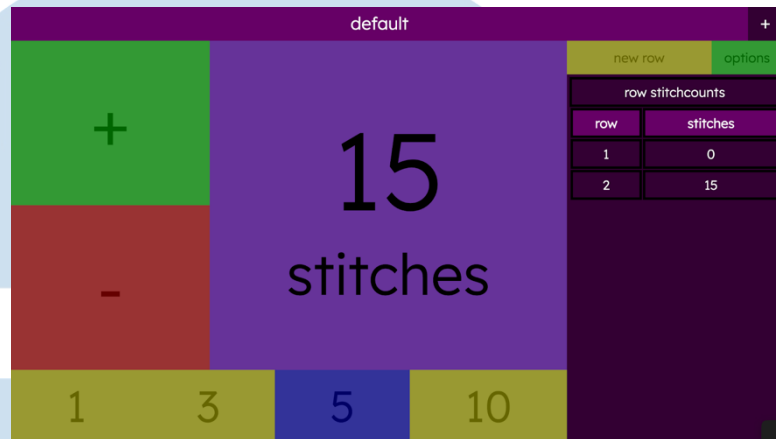 default +
+
-
15
stitches
1 3 5 10
new row options
row stitchcounts
row stitches
1 0
2 15